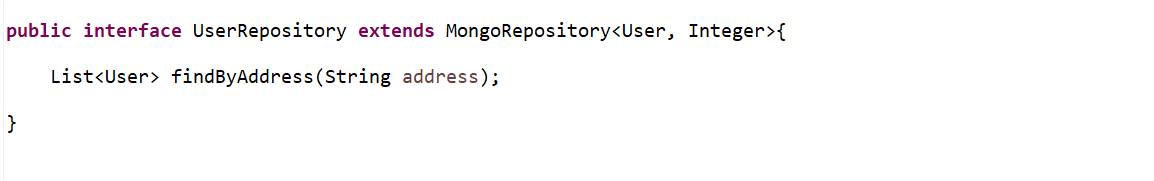 public interface UserRepository extends MongoRepository<User, Integer>{
List<User> findByAddress(String address);
}